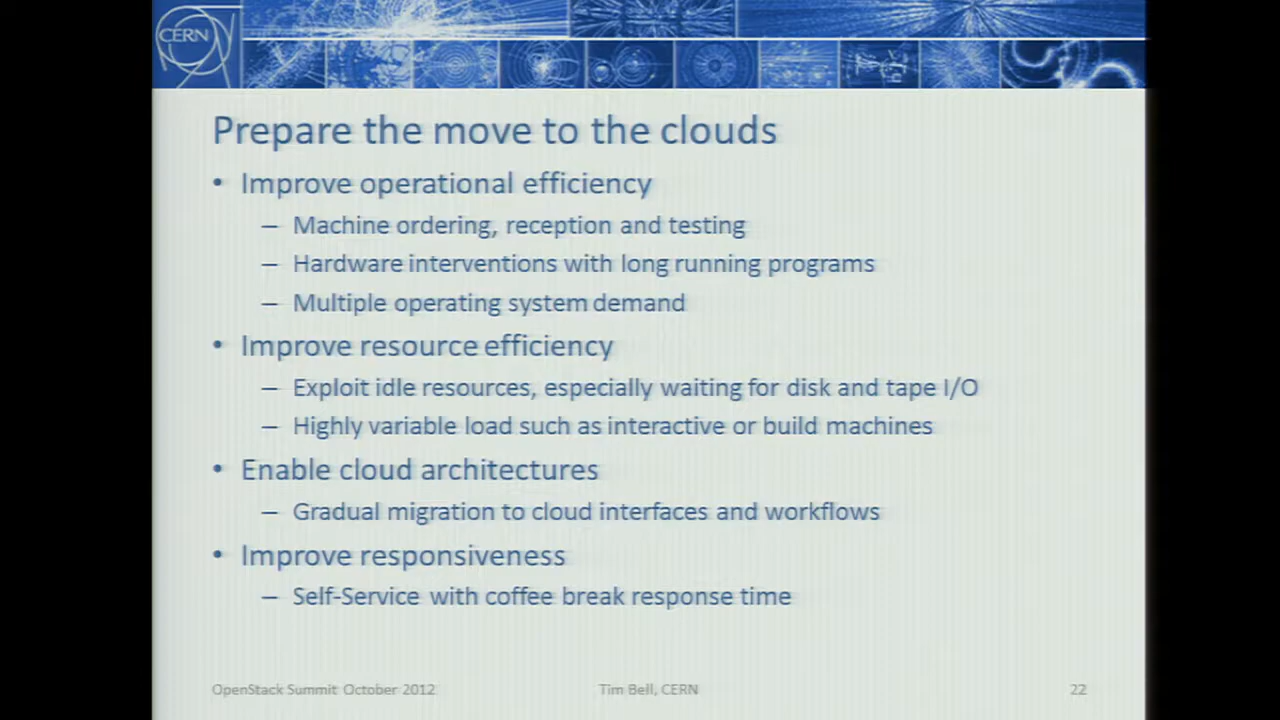 CERN
Prepare the move to the clouds
• Improve operational efficiency
– Machine ordering, reception and testing
– Hardware interventions with long running programs
– Multiple operating system demand
• Improve resource efficiency
– Exploit idle resources, especially waiting for disk and tape I/O
– Highly variable load such as interactive or build machines
• Enable cloud architectures
– Gradual migration to cloud interfaces and workflows
• Improve responsiveness
– Self-Service with coffee break response time
OpenStack Summit October 2012
Tim Bell, CERN
22